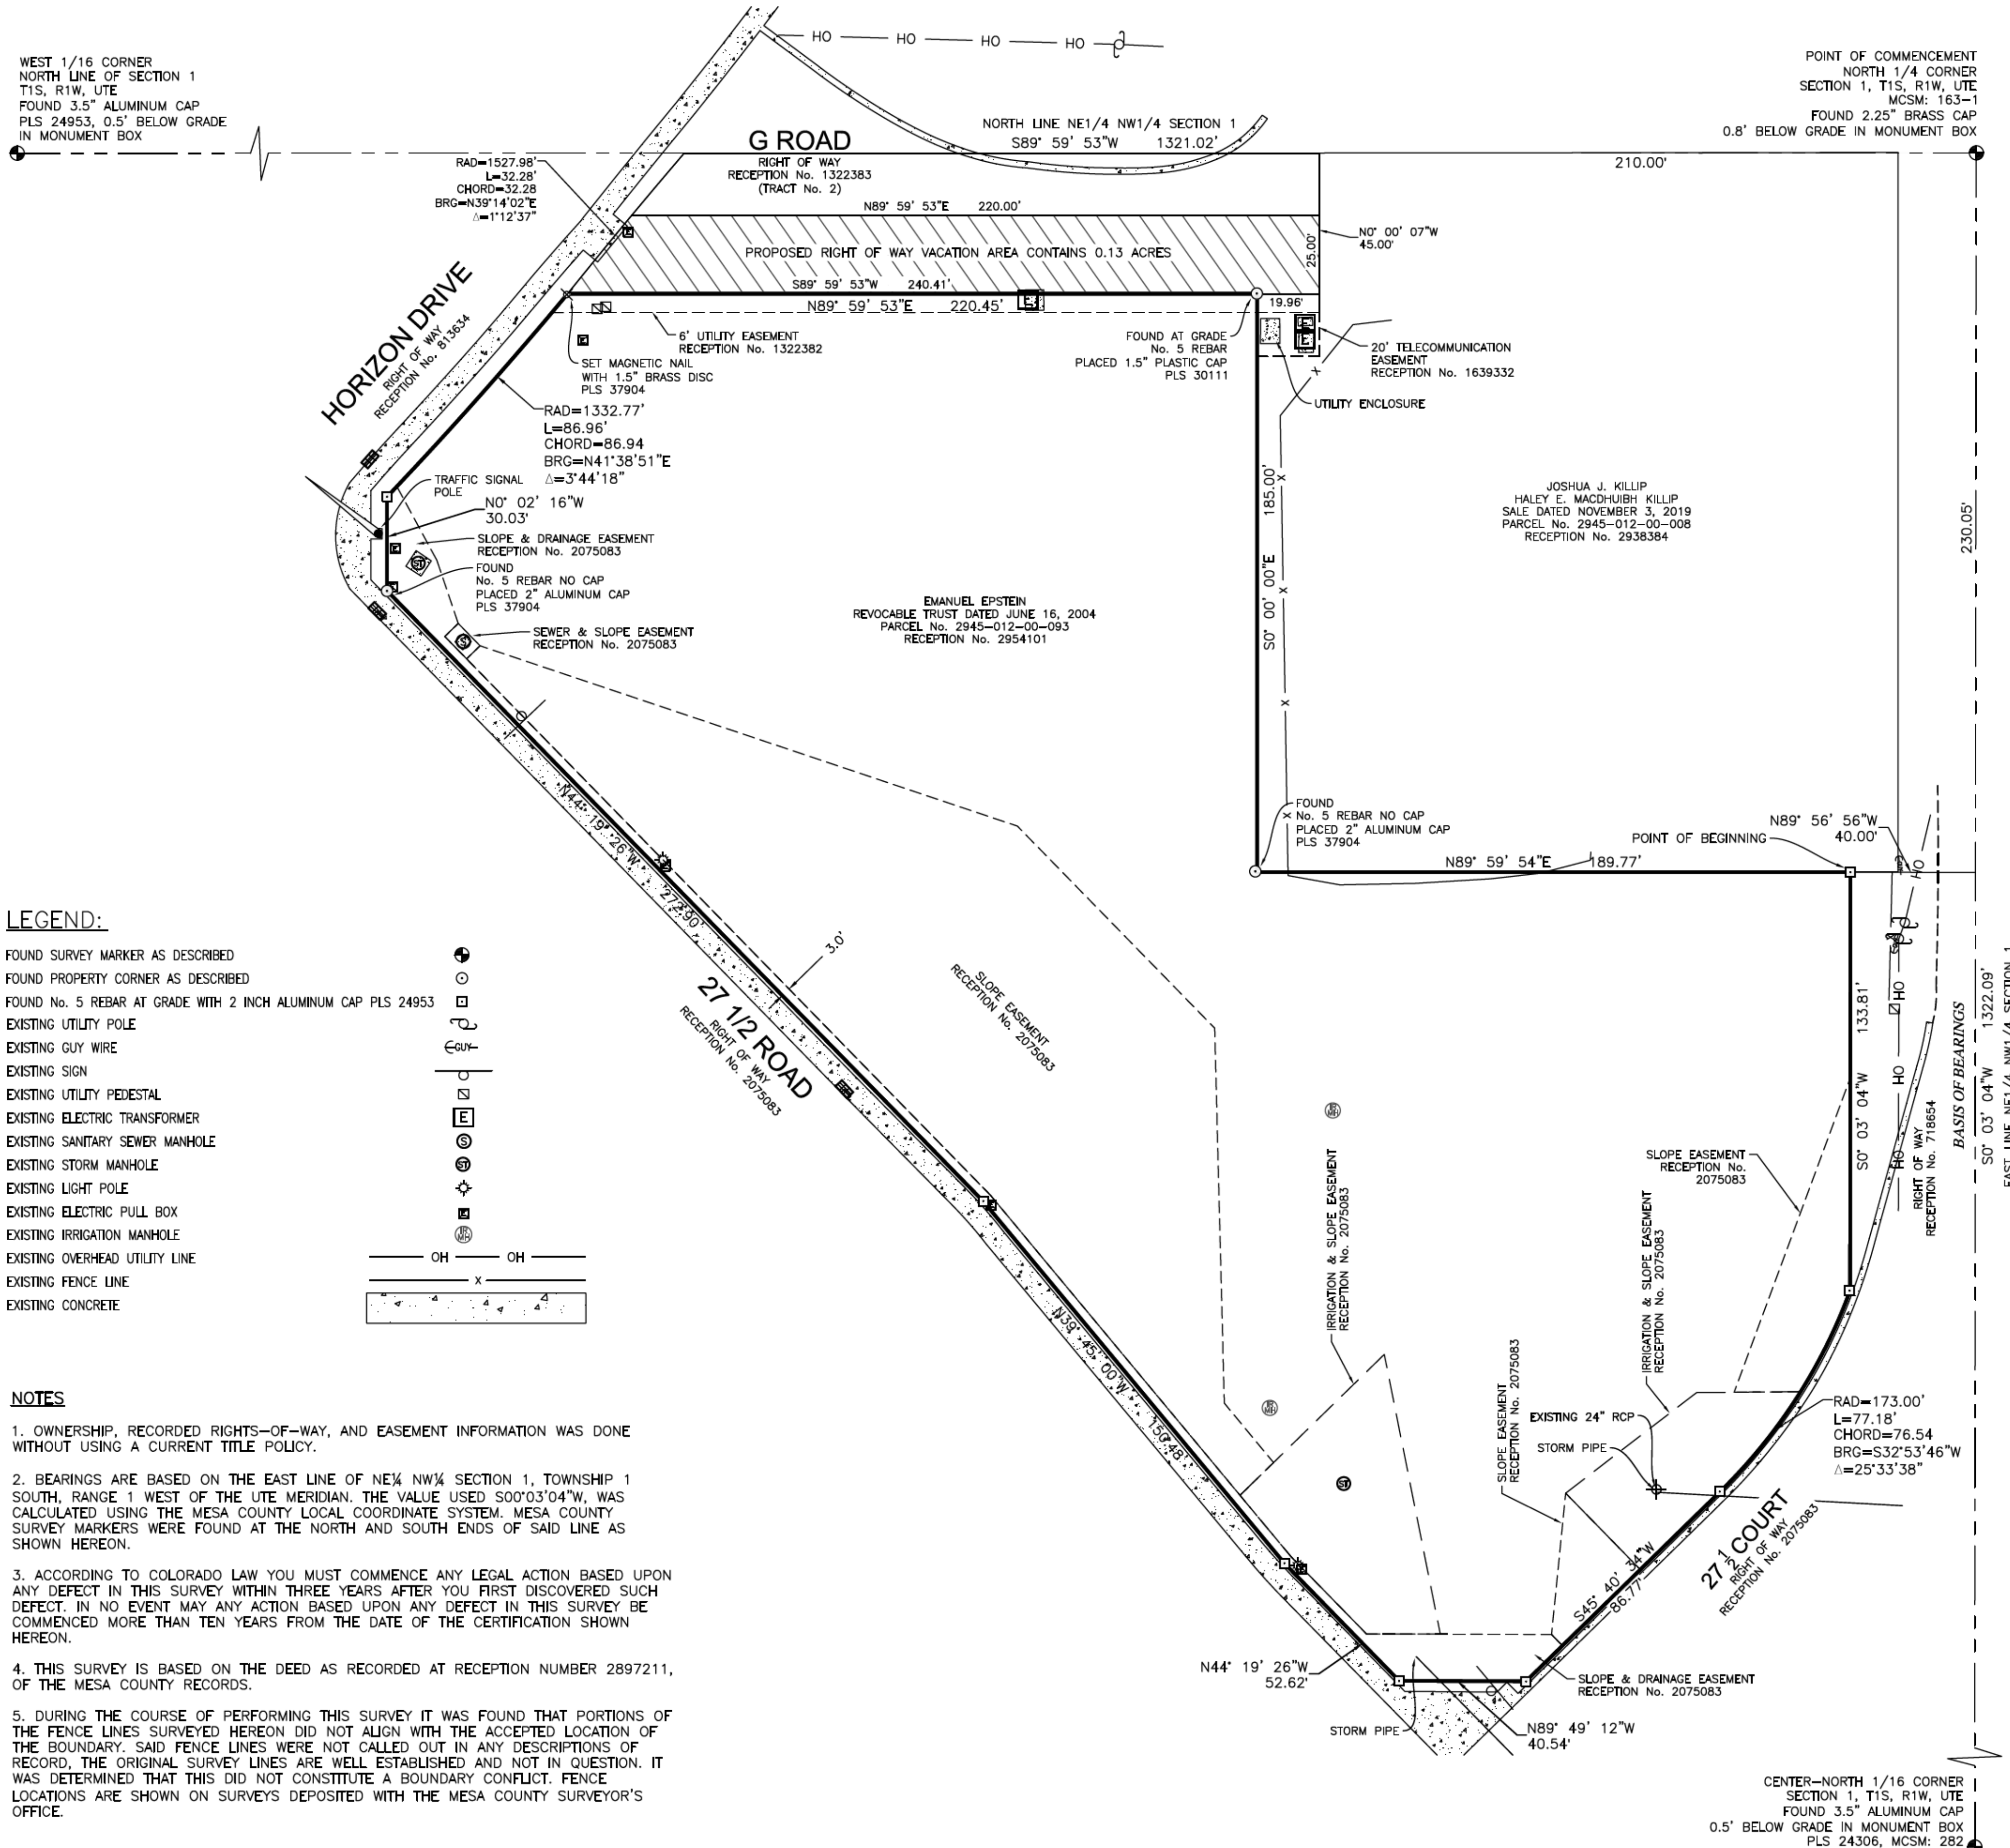 WEST 1/16 CORNER
NORTH LINE OF SECTION 1
T1S, R1W, UTE
FOUND 3.5" ALUMINUM CAP
PLS 24953, 0.5' BELOW GRADE
IN MONUMENT BOX
HO HO HO HO
POINT OF COMMENCEMENT
NORTH 1/4 CORNER
SECTION 1, T1S, R1W, UTE
MCSM: 163-1
FOUND 2.25" BRASS CAP
0.8' BELOW GRADE IN MONUMENT BOX
NORTH LINE NE1/4 NW1/4 SECTION 1
S89° 59' 53"W 1321.02'
210.00'
G ROAD
RIGHT OF WAY
RECEPTION No. 1322383
(TRACT No. 2)
RAD=1527.98'
L=32.28'
CHORD=32.28
BRG=N39°14'02"E
Δ=1°12'37"
N89° 59' 53"E 220.00'
N0° 00' 07"W
45.00'
25.00'
PROPOSED RIGHT OF WAY VACATION AREA CONTAINS 0.13 ACRES
S89° 59' 53"W 240.41'
N89° 59' 53"E 220.45'
E
19.96'
E
E
HORIZON DRIVE
RIGHT OF WAY
RECEPTION No. 813634
6' UTILITY EASEMENT
RECEPTION No. 1322382
SET MAGNETIC NAIL
WITH 1.5" BRASS DISC
PLS 37904
FOUND AT GRADE
No. 5 REBAR
PLACED 1.5" PLASTIC CAP
PLS 30111
20' TELECOMMUNICATION
EASEMENT
RECEPTION No. 1639332
UTILITY ENCLOSURE
RAD=1332.77'
L=86.96'
CHORD=86.94
BRG=N41°38'51"E
Δ=3°44'18"
TRAFFIC SIGNAL
POLE
N0° 02' 16"W
30.03'
SLOPE & DRAINAGE EASEMENT
RECEPTION No. 2075083
ST
FOUND
No. 5 REBAR NO CAP
PLACED 2" ALUMINUM CAP
PLS 37904
SEWER & SLOPE EASEMENT
RECEPTION No. 2075083
S
EMANUEL EPSTEIN
REVOCABLE TRUST DATED JUNE 16, 2004
PARCEL No. 2945-012-00-093
RECEPTION No. 2954101
S0° 00' 00"E 185.00'
X X X X X
JOSHUA J. KILLIP
HALEY E. MACDHUIBH KILLIP
SALE DATED NOVEMBER 3, 2019
PARCEL No. 2945-012-00-008
RECEPTION No. 2938384
230.05'
FOUND
No. 5 REBAR NO CAP
PLACED 2" ALUMINUM CAP
PLS 37904
POINT OF BEGINNING
N89° 56' 56"W
40.00'
N89° 59' 54"E 189.77'
N44° 19' 26"W 272.90'
3.0'
27 1/2 ROAD
RIGHT OF WAY
RECEPTION No. 2075083
SLOPE EASEMENT
RECEPTION No. 2075083
HO HO HO HO
S0° 03' 04"W 133.81'
RIGHT OF WAY
RECEPTION No. 718654
BASIS OF BEARINGS
S0° 03' 04"W 1322.09'
EAST LINE NE1/4 NW1/4 SECTION 1
LEGEND:
FOUND SURVEY MARKER AS DESCRIBED
FOUND PROPERTY CORNER AS DESCRIBED
FOUND No. 5 REBAR AT GRADE WITH 2 INCH ALUMINUM CAP PLS 24953
EXISTING UTILITY POLE
EXISTING GUY WIRE GUY
EXISTING SIGN
EXISTING UTILITY PEDESTAL
EXISTING ELECTRIC TRANSFORMER E
EXISTING SANITARY SEWER MANHOLE S
EXISTING STORM MANHOLE ST
EXISTING LIGHT POLE
EXISTING ELECTRIC PULL BOX E
EXISTING IRRIGATION MANHOLE
EXISTING OVERHEAD UTILITY LINE OH OH
EXISTING FENCE LINE X
EXISTING CONCRETE
SLOPE EASEMENT
RECEPTION No.
2075083
IRRIGATION & SLOPE EASEMENT
RECEPTION No. 2075083
IRRIGATION & SLOPE EASEMENT
RECEPTION No. 2075083
SLOPE EASEMENT
RECEPTION No. 2075083
EXISTING 24" RCP
STORM PIPE
ST
N39° 45' 00"W 150.48'
RAD=173.00'
L=77.18'
CHORD=76.54
BRG=S32°53'46"W
Δ=25°33'38"
27 1/2 COURT
RIGHT OF WAY
RECEPTION No. 2075083
S45° 40' 34"W
86.77'
N44° 19' 26"W
52.62'
SLOPE & DRAINAGE EASEMENT
RECEPTION No. 2075083
STORM PIPE
N89° 49' 12"W
40.54'
NOTES
1. OWNERSHIP, RECORDED RIGHTS-OF-WAY, AND EASEMENT INFORMATION WAS DONE
WITHOUT USING A CURRENT TITLE POLICY.
2. BEARINGS ARE BASED ON THE EAST LINE OF NE¼ NW¼ SECTION 1, TOWNSHIP 1
SOUTH, RANGE 1 WEST OF THE UTE MERIDIAN. THE VALUE USED S00°03'04"W, WAS
CALCULATED USING THE MESA COUNTY LOCAL COORDINATE SYSTEM. MESA COUNTY
SURVEY MARKERS WERE FOUND AT THE NORTH AND SOUTH ENDS OF SAID LINE AS
SHOWN HEREON.
3. ACCORDING TO COLORADO LAW YOU MUST COMMENCE ANY LEGAL ACTION BASED UPON
ANY DEFECT IN THIS SURVEY WITHIN THREE YEARS AFTER YOU FIRST DISCOVERED SUCH
DEFECT. IN NO EVENT MAY ANY ACTION BASED UPON ANY DEFECT IN THIS SURVEY BE
COMMENCED MORE THAN TEN YEARS FROM THE DATE OF THE CERTIFICATION SHOWN
HEREON.
4. THIS SURVEY IS BASED ON THE DEED AS RECORDED AT RECEPTION NUMBER 2897211,
OF THE MESA COUNTY RECORDS.
5. DURING THE COURSE OF PERFORMING THIS SURVEY IT WAS FOUND THAT PORTIONS OF
THE FENCE LINES SURVEYED HEREON DID NOT ALIGN WITH THE ACCEPTED LOCATION OF
THE BOUNDARY. SAID FENCE LINES WERE NOT CALLED OUT IN ANY DESCRIPTIONS OF
RECORD, THE ORIGINAL SURVEY LINES ARE WELL ESTABLISHED AND NOT IN QUESTION. IT
WAS DETERMINED THAT THIS DID NOT CONSTITUTE A BOUNDARY CONFLICT. FENCE
LOCATIONS ARE SHOWN ON SURVEYS DEPOSITED WITH THE MESA COUNTY SURVEYOR'S
OFFICE.
CENTER-NORTH 1/16 CORNER
SECTION 1, T1S, R1W, UTE
FOUND 3.5" ALUMINUM CAP
0.5' BELOW GRADE IN MONUMENT BOX
PLS 24306, MCSM: 282